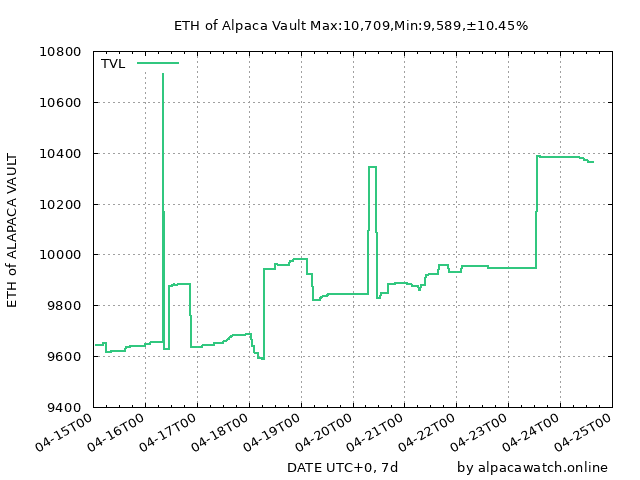 ETH of Alpaca Vault Max:10,709,Min:9,589,±10.45%
TVL
ETH of ALAPACA VAULT
10800
10600
10400
10200
10000
9800
9600
9400
04-15T00
04-16T00
04-17T00
04-18T00
04-19T00
04-20T00
04-21T00
04-22T00
04-23T00
04-24T00
04-25T00
DATE UTC+0, 7d
by alpacawatch.online